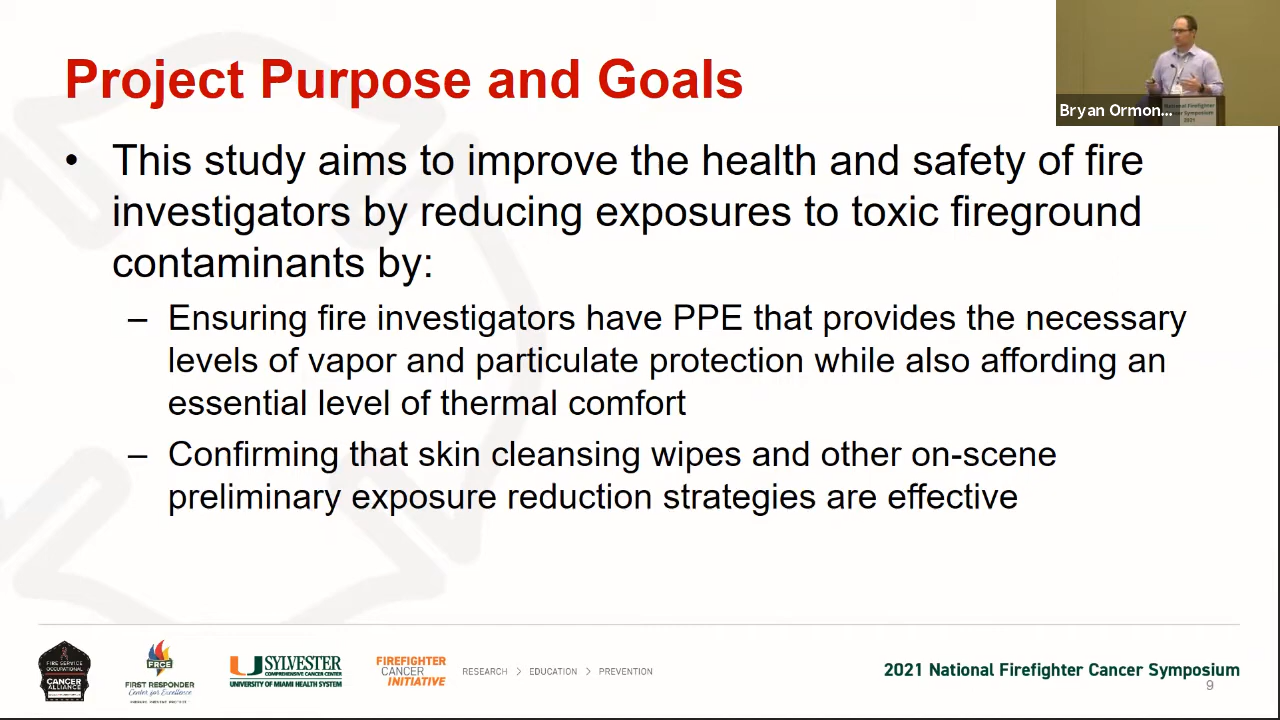 Project Purpose and Goals
Bryan Ormon...
National Firefighter
Cancer Symposium
2021
• This study aims to improve the health and safety of fire
investigators by reducing exposures to toxic fireground
contaminants by:
– Ensuring fire investigators have PPE that provides the necessary
levels of vapor and particulate protection while also affording an
essential level of thermal comfort
– Confirming that skin cleansing wipes and other on-scene
preliminary exposure reduction strategies are effective
FIRE SERVICE
OCCUPATIONAL
CANCER
ALLIANCE
FRCE
FIRST RESPONDER
Center for Excellence
U SYLVESTER
COMPREHENSIVE CANCER CENTER
UNIVERSITY OF MIAMI HEALTH SYSTEM
FIREFIGHTER
CANCER
INITIATIVE
RESEARCH > EDUCATION > PREVENTION
2021 National Firefighter Cancer Symposium
9